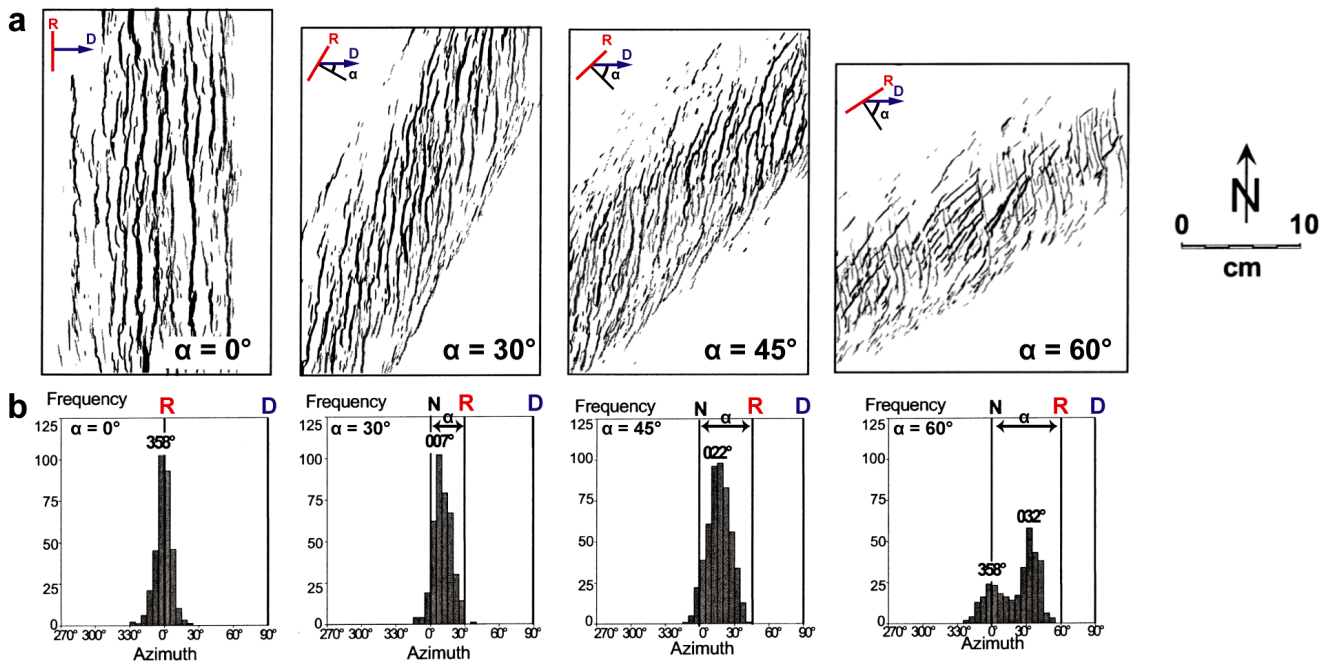 a
R
D
α = 0°
R
D
α
α = 30°
R
D
α
α = 45°
R
D
α
α = 60°
N
0 10
cm
b
Frequency R D
125
α = 0°
358°
100
75
50
25
0
270° 300° 330° 0° 30° 60° 90°
Azimuth
Frequency N R D
α
125
α = 30°
007°
100
75
50
25
0
270° 300° 330° 0° 30° 60° 90°
Azimuth
Frequency N R D
α
125
α = 45°
022°
100
75
50
25
0
270° 300° 330° 0° 30° 60° 90°
Azimuth
Frequency N R D
α
125
α = 60°
100
75
032°
50
358°
25
0
270° 300° 330° 0° 30° 60° 90°
Azimuth